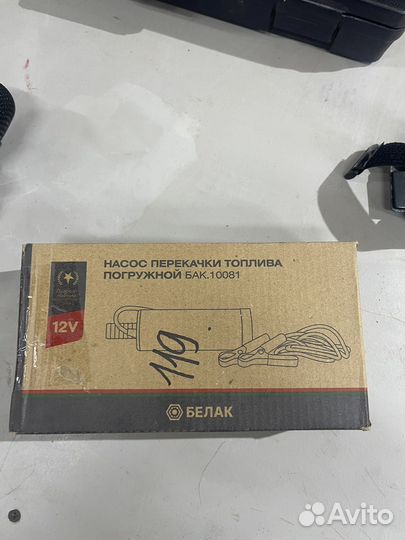 НАСОС ПЕРЕКАЧКИ ТОПЛИВА
ПОГРУЖНОЙ БАК.10081
12V
119
БЕЛАК
Avito